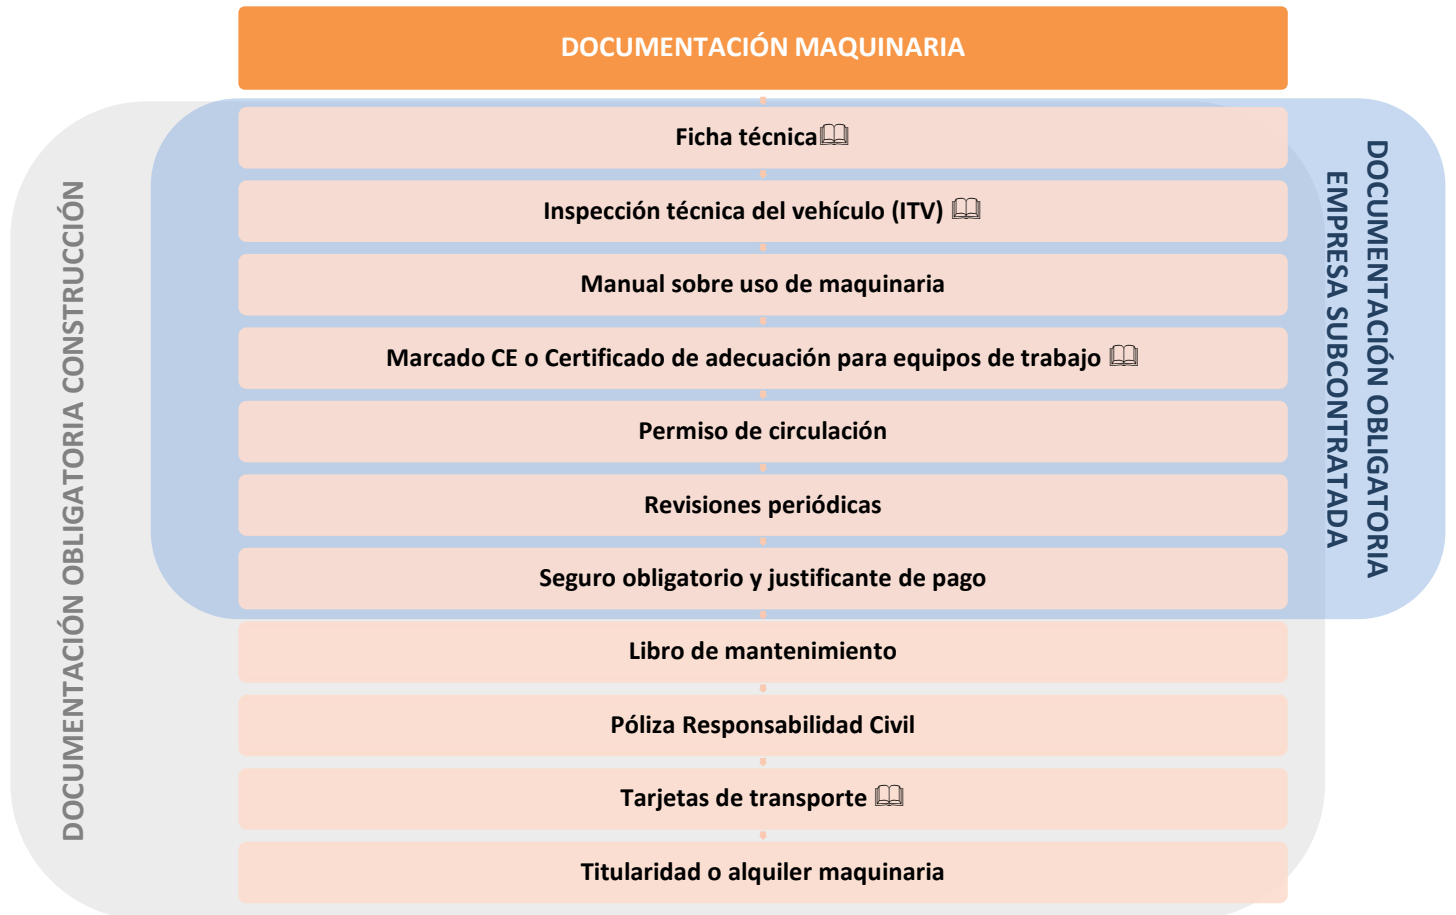 DOCUMENTACIÓN MAQUINARIA
Ficha técnica🕮
Inspección técnica del vehículo (ITV) 🕮
Manual sobre uso de maquinaria
Marcado CE o Certificado de adecuación para equipos de trabajo 🕮
Permiso de circulación
Revisiones periódicas
Seguro obligatorio y justificante de pago
Libro de mantenimiento
Póliza Responsabilidad Civil
Tarjetas de transporte 🕮
Titularidad o alquiler maquinaria
DOCUMENTACIÓN OBLIGATORIA CONSTRUCCIÓN
DOCUMENTACIÓN OBLIGATORIA
EMPRESA SUBCONTRATADA